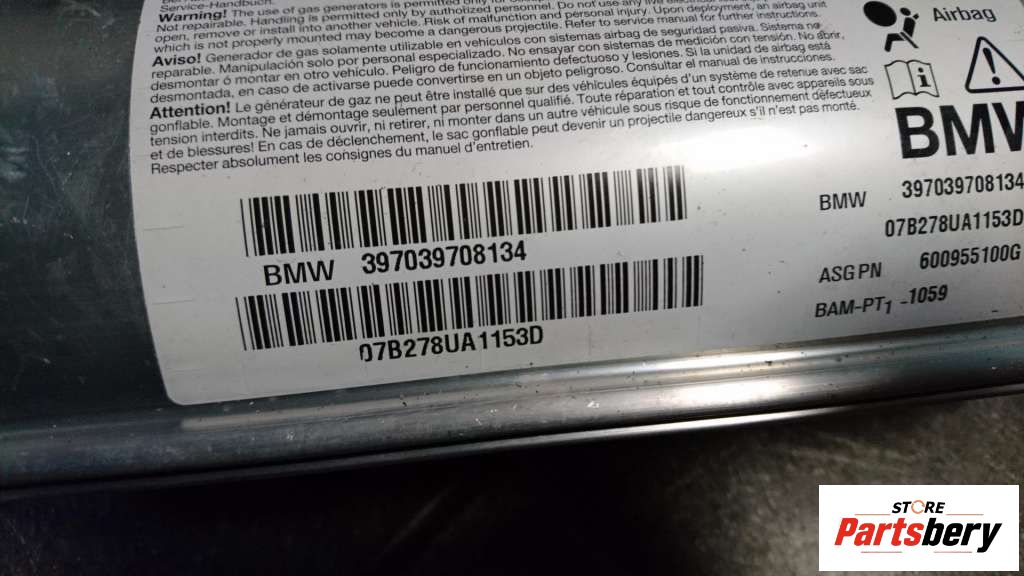 Service-Handbuch.
Warning! The use of gas generators is permitted only for
Not repairable. Handling is permitted only by authorized personnel. Do not use any
open, remove or install into another vehicle. Risk of malfunction and personal injury. Upon deployment, an airbag unit
which is not properly mounted may become a dangerous projectile. Refer to service manual for further instructions.
Aviso! Generador de gas solamente utilizable en vehiculos con sistemas airbag de seguridad pasiva. Sistema no
reparable. Manipulación solo por personal especializado. No ensayar con sistemas de medición con tensión. No abrir,
desmontar ó montar en otro vehículo. Peligro de funcionamiento defectuoso y lesiones. Si la unidad de airbag está
desmontada, en caso de activarse puede convertirse en un objeto peligroso. Consultar el manual de instrucciones.
Attention! Le générateur de gaz ne peut être installé que sur des véhicules équipés d'un système de retenue avec sac
gonflable. Montage et démontage seulement par personnel qualifié. Toute réparation et tout contrôle avec appareils sous
tension interdits. Ne jamais ouvrir, ni retirer, ni monter dans un autre véhicule sous risque de fonctionnement défectueux
et de blessures! En cas de déclenchement, le sac gonflable peut devenir un projectile dangereux s'il n'est pas monté.
Respecter absolument les consignes du manuel d'entretien.
Airbag
BMW
BMW 397039708134
07B278UA1153D
ASG PN 600955100G
BAM-PT1 -1059
BMW 397039708134
07B278UA1153D
STORE
Partsbery